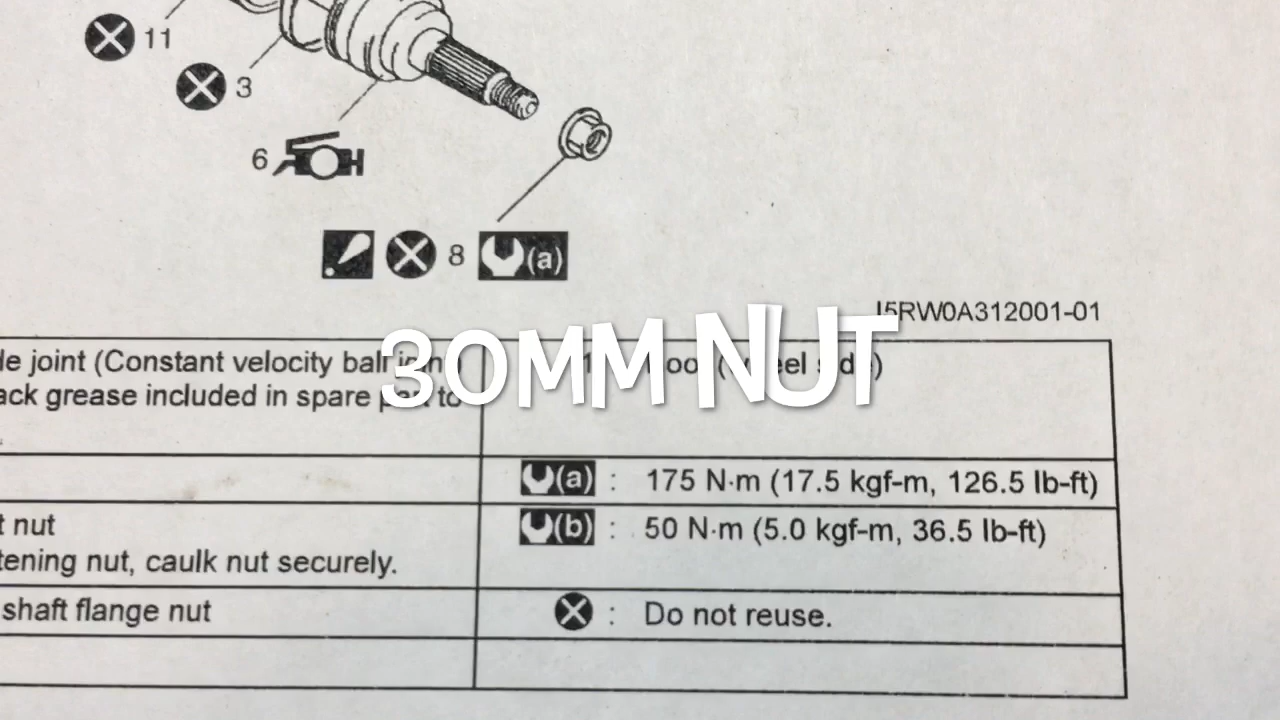 11
3
6
8 (a)
I5RW0A312001-01
30MM NUT
le joint (Constant velocity ball
ack grease included in spare to
(a) : 175 N·m (17.5 kgf-m, 126.5 lb-ft)
t nut
(b) : 50 N·m (5.0 kgf-m, 36.5 lb-ft)
tening nut, caulk nut securely.
shaft flange nut
: Do not reuse.